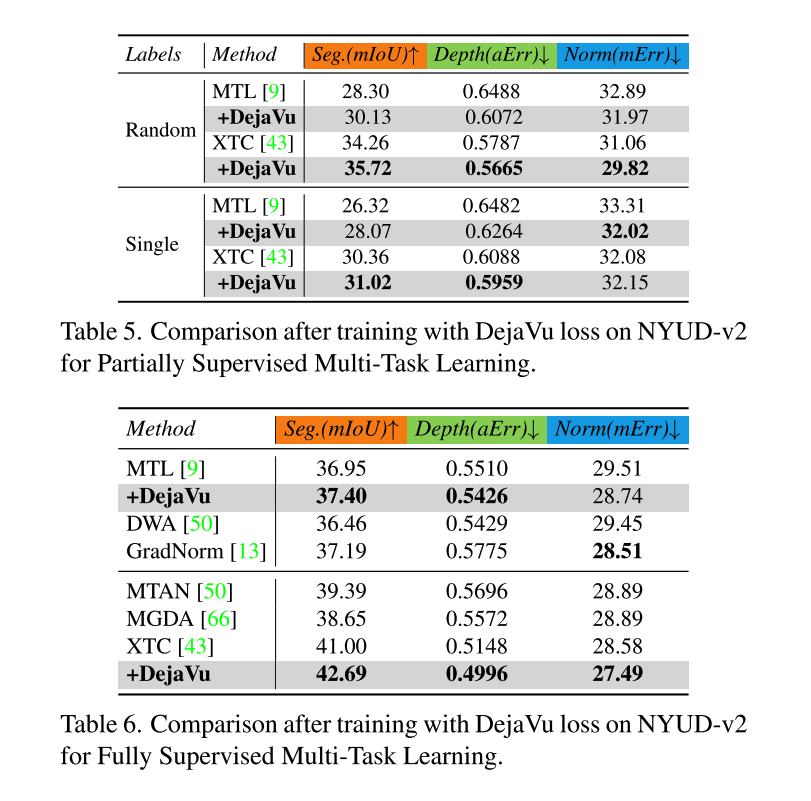 Labels Method Seg.(mIoU)↑ Depth(aErr)↓ Norm(mErr)↓
Random
MTL [9] 28.30 0.6488 32.89
+DejaVu 30.13 0.6072 31.97
XTC [43] 34.26 0.5787 31.06
+DejaVu 35.72 0.5665 29.82
Single
MTL [9] 26.32 0.6482 33.31
+DejaVu 28.07 0.6264 32.02
XTC [43] 30.36 0.6088 32.08
+DejaVu 31.02 0.5959 32.15
Table 5. Comparison after training with DejaVu loss on NYUD-v2
for Partially Supervised Multi-Task Learning.
Method Seg.(mIoU)↑ Depth(aErr)↓ Norm(mErr)↓
MTL [9] 36.95 0.5510 29.51
+DejaVu 37.40 0.5426 28.74
DWA [50] 36.46 0.5429 29.45
GradNorm [13] 37.19 0.5775 28.51
MTAN [50] 39.39 0.5696 28.89
MGDA [66] 38.65 0.5572 28.89
XTC [43] 41.00 0.5148 28.58
+DejaVu 42.69 0.4996 27.49
Table 6. Comparison after training with DejaVu loss on NYUD-v2
for Fully Supervised Multi-Task Learning.